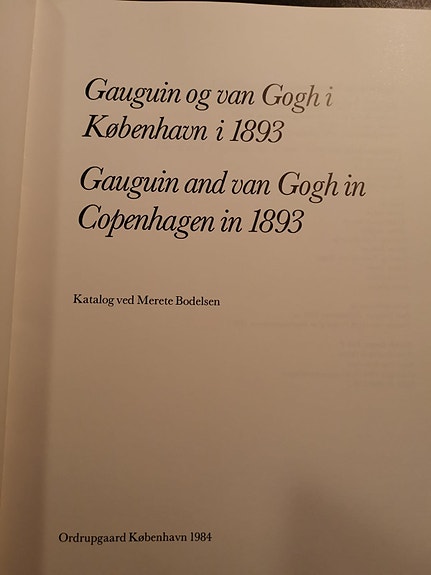 Gauguin og van Gogh i
København i 1893
Gauguin and van Gogh in
Copenhagen in 1893
Katalog ved Merete Bodelsen
Ordrupgaard København 1984